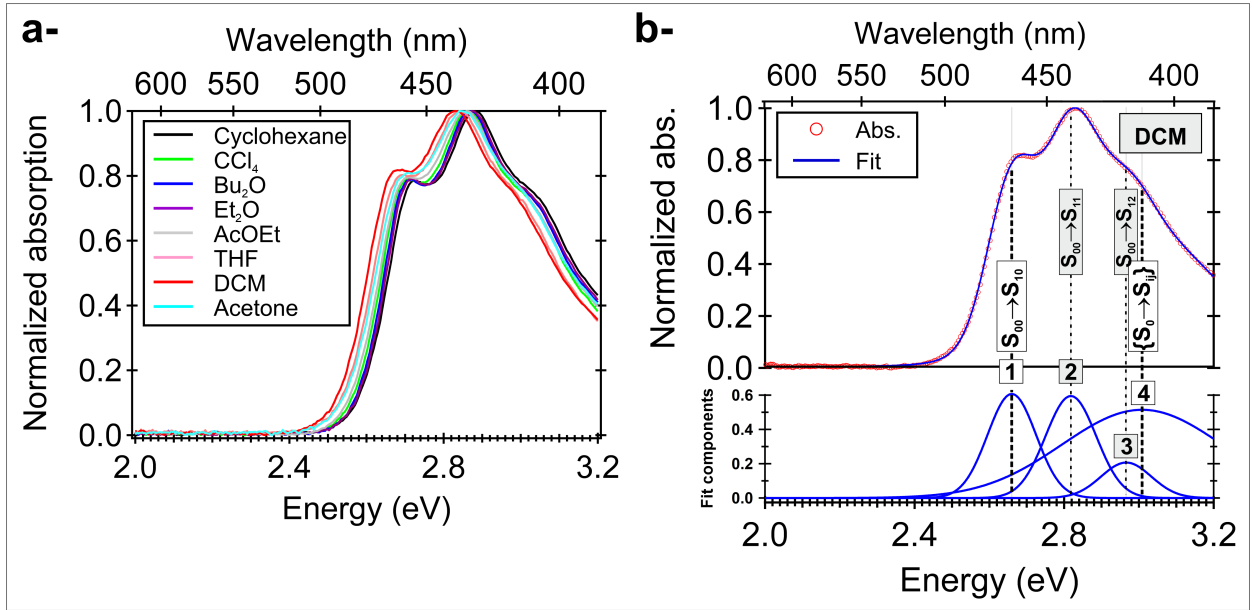 a-
Wavelength (nm)
600 550 500 450 400
1.0
0.8
0.6
0.4
0.2
0.0
Normalized absorption
Cyclohexane
CCl₄
Bu₂O
Et₂O
AcOEt
THF
DCM
Acetone
2.0 2.4 2.8 3.2
Energy (eV)
b-
Wavelength (nm)
600 550 500 450 400
1.0
0.8
0.6
0.4
0.2
0.0
Normalized abs.
Abs.
Fit
DCM
S₀₀→S₁₀
S₀₀→S₁₁
S₀₀→S₁₂
{S₀→Sᵢⱼ}
1
2
3
4
0.6
0.4
0.2
0.0
Fit components
2.0 2.4 2.8 3.2
Energy (eV)